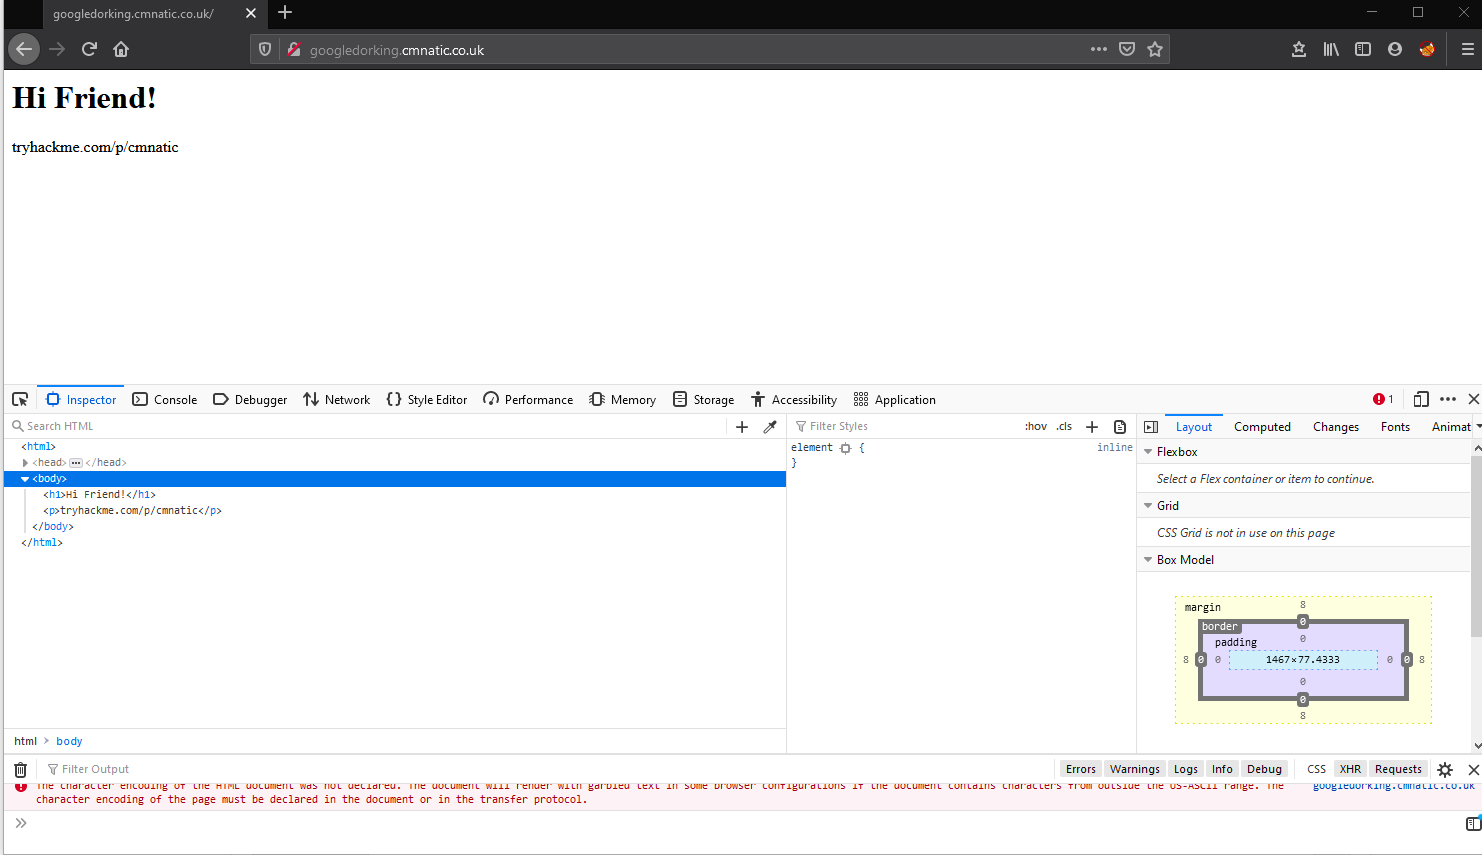 googledorking.cmnatic.co.uk/
googledorking.cmnatic.co.uk
Hi Friend!
tryhackme.com/p/cmnatic
Inspector Console Debugger Network Style Editor Performance Memory Storage Accessibility Application 1
Search HTML
Filter Styles :hov .cls
Layout Computed Changes Fonts Animat
<html>
<head> </head>
<body>
<h1>Hi Friend!</h1>
<p>tryhackme.com/p/cmnatic</p>
</body>
</html>
element { inline
}
Flexbox
Select a Flex container or item to continue.
Grid
CSS Grid is not in use on this page
Box Model
margin 8
border 0
padding 0
8 0 0 1467×77.4333 0 0 8
0
0
8
html > body
Filter Output Errors Warnings Logs Info Debug CSS XHR Requests
The character encoding of the HTML document was not declared. The document will render with garbled text in some browser configurations if the document contains characters from outside the US-ASCII range. The googledorking.cmnatic.co.uk
character encoding of the page must be declared in the document or in the transfer protocol.